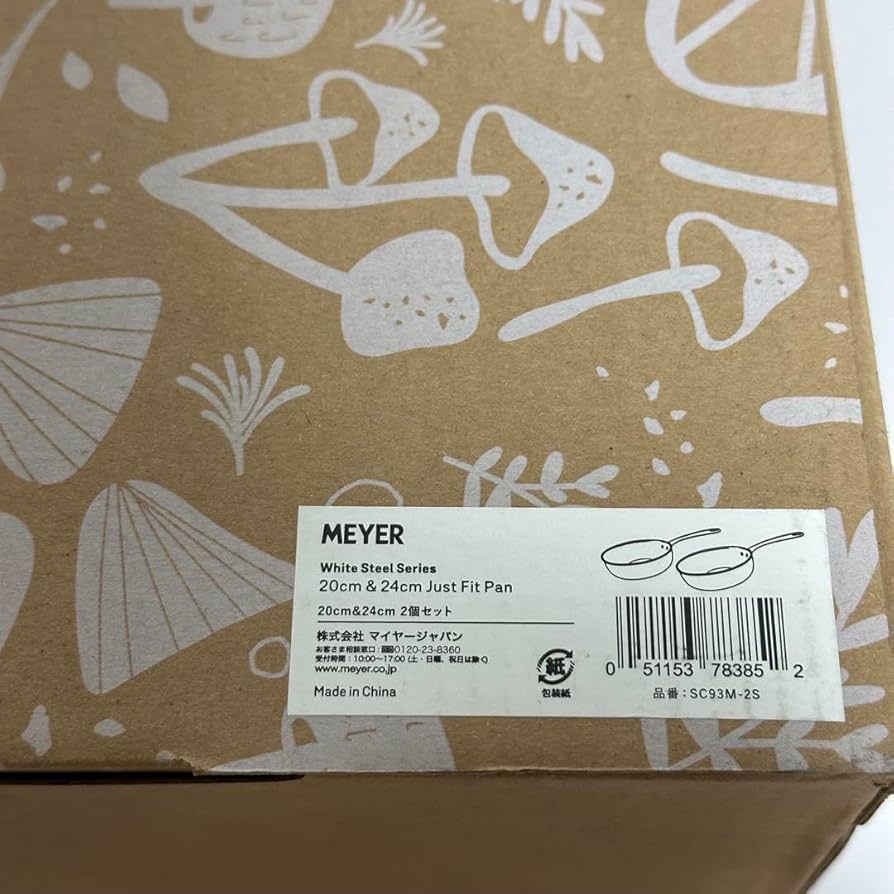 MEYER
White Steel Series
20cm & 24cm Just Fit Pan
20cm&24cm 2個セット
株式会社 マイヤージャパン
お客さま相談窓口：0120-23-8360
受付時間：10:00〜17:00 (土・日曜、祝日は除く)
www.meyer.co.jp
Made in China
紙
包装紙
0 51153 78385 2
品番：SC93M-2S